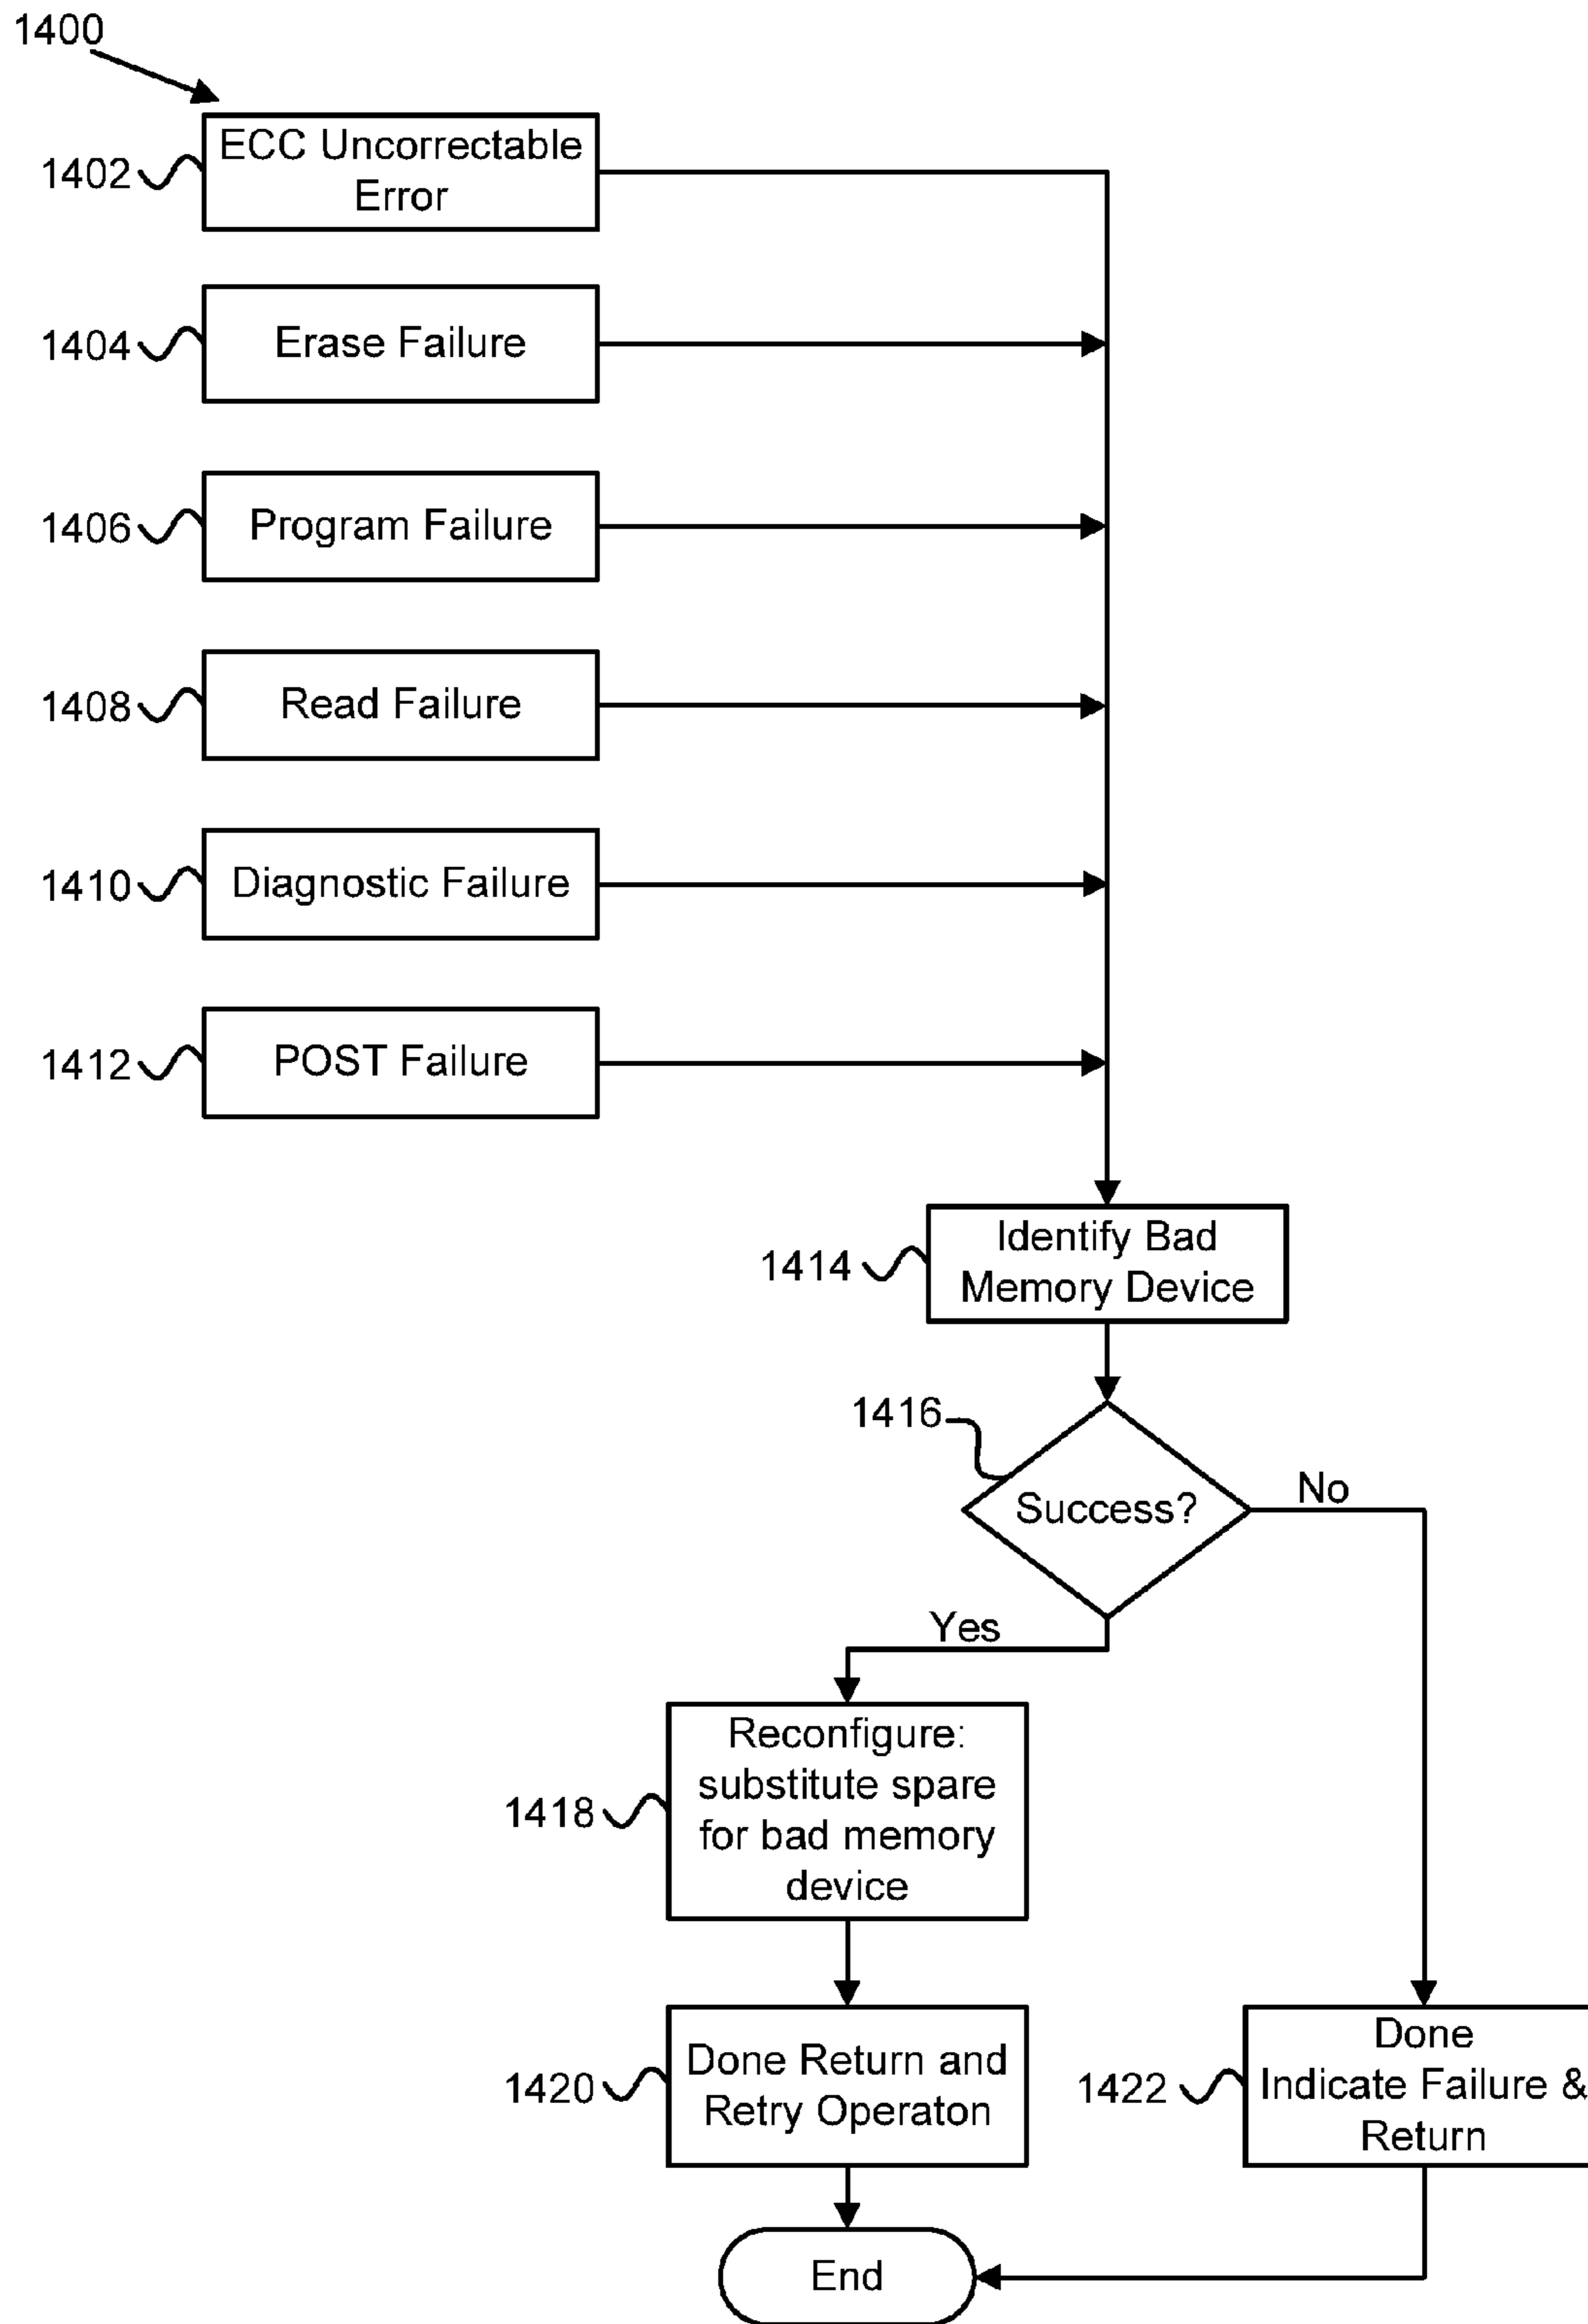 1400
1402
ECC Uncorrectable
Error
1404
Erase Failure
1406
Program Failure
1408
Read Failure
1410
Diagnostic Failure
1412
POST Failure
1414
Identify Bad
Memory Device
1416
Success?
No
Yes
1418
Reconfigure:
substitute spare
for bad memory
device
1420
Done Return and
Retry Operaton
1422
Done
Indicate Failure &
Return
End